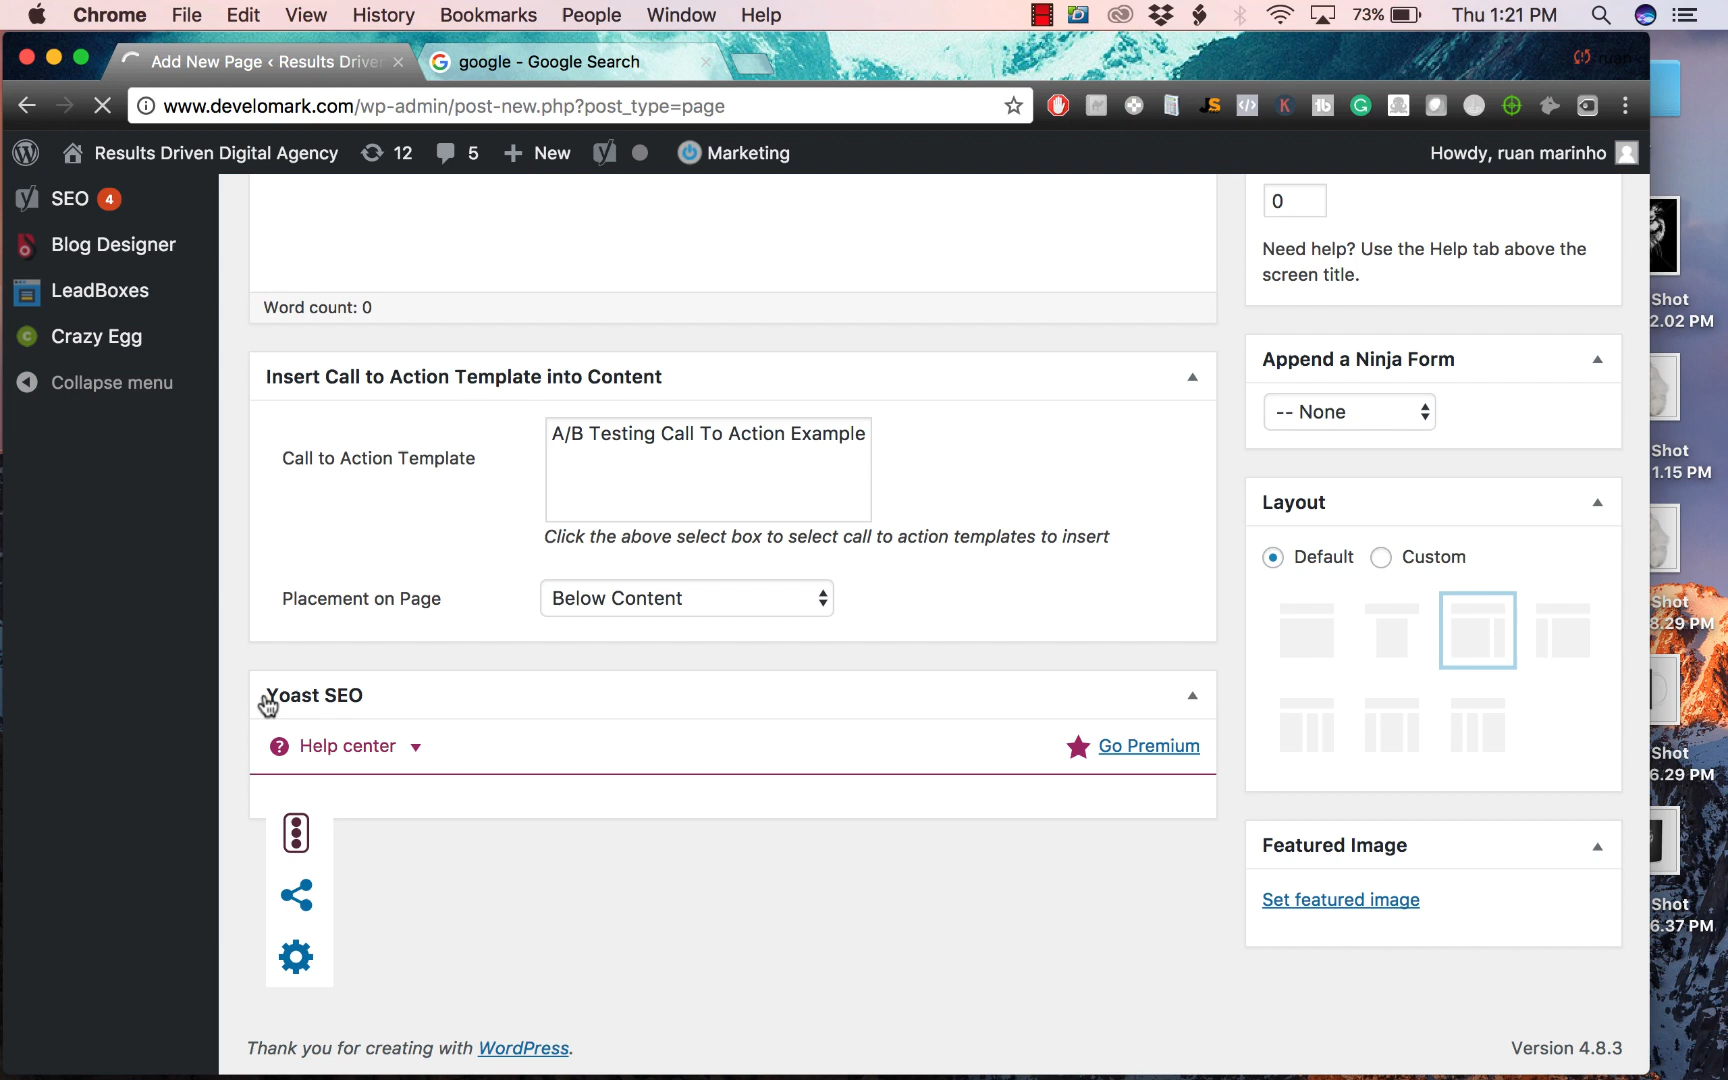 Chrome File Edit View History Bookmarks People Window Help 73% Thu 1:21 PM
Add New Page ‹ Results Drive google - Google Search ruan
www.develomark.com/wp-admin/post-new.php?post_type=page
Results Driven Digital Agency 12 5 New Marketing Howdy, ruan marinho
SEO 4
Blog Designer
LeadBoxes
Crazy Egg
Collapse menu
Word count: 0
Insert Call to Action Template into Content
Call to Action Template
A/B Testing Call To Action Example
Click the above select box to select call to action templates to insert
Placement on Page
Below Content
Yoast SEO
? Help center
Go Premium
0
Need help? Use the Help tab above the
screen title.
Append a Ninja Form
-- None
Layout
Default Custom
Featured Image
Set featured image
Thank you for creating with WordPress.
Version 4.8.3
Shot
2.02 PM
Shot
1.15 PM
Shot
8.29 PM
Shot
6.29 PM
Shot
6.37 PM